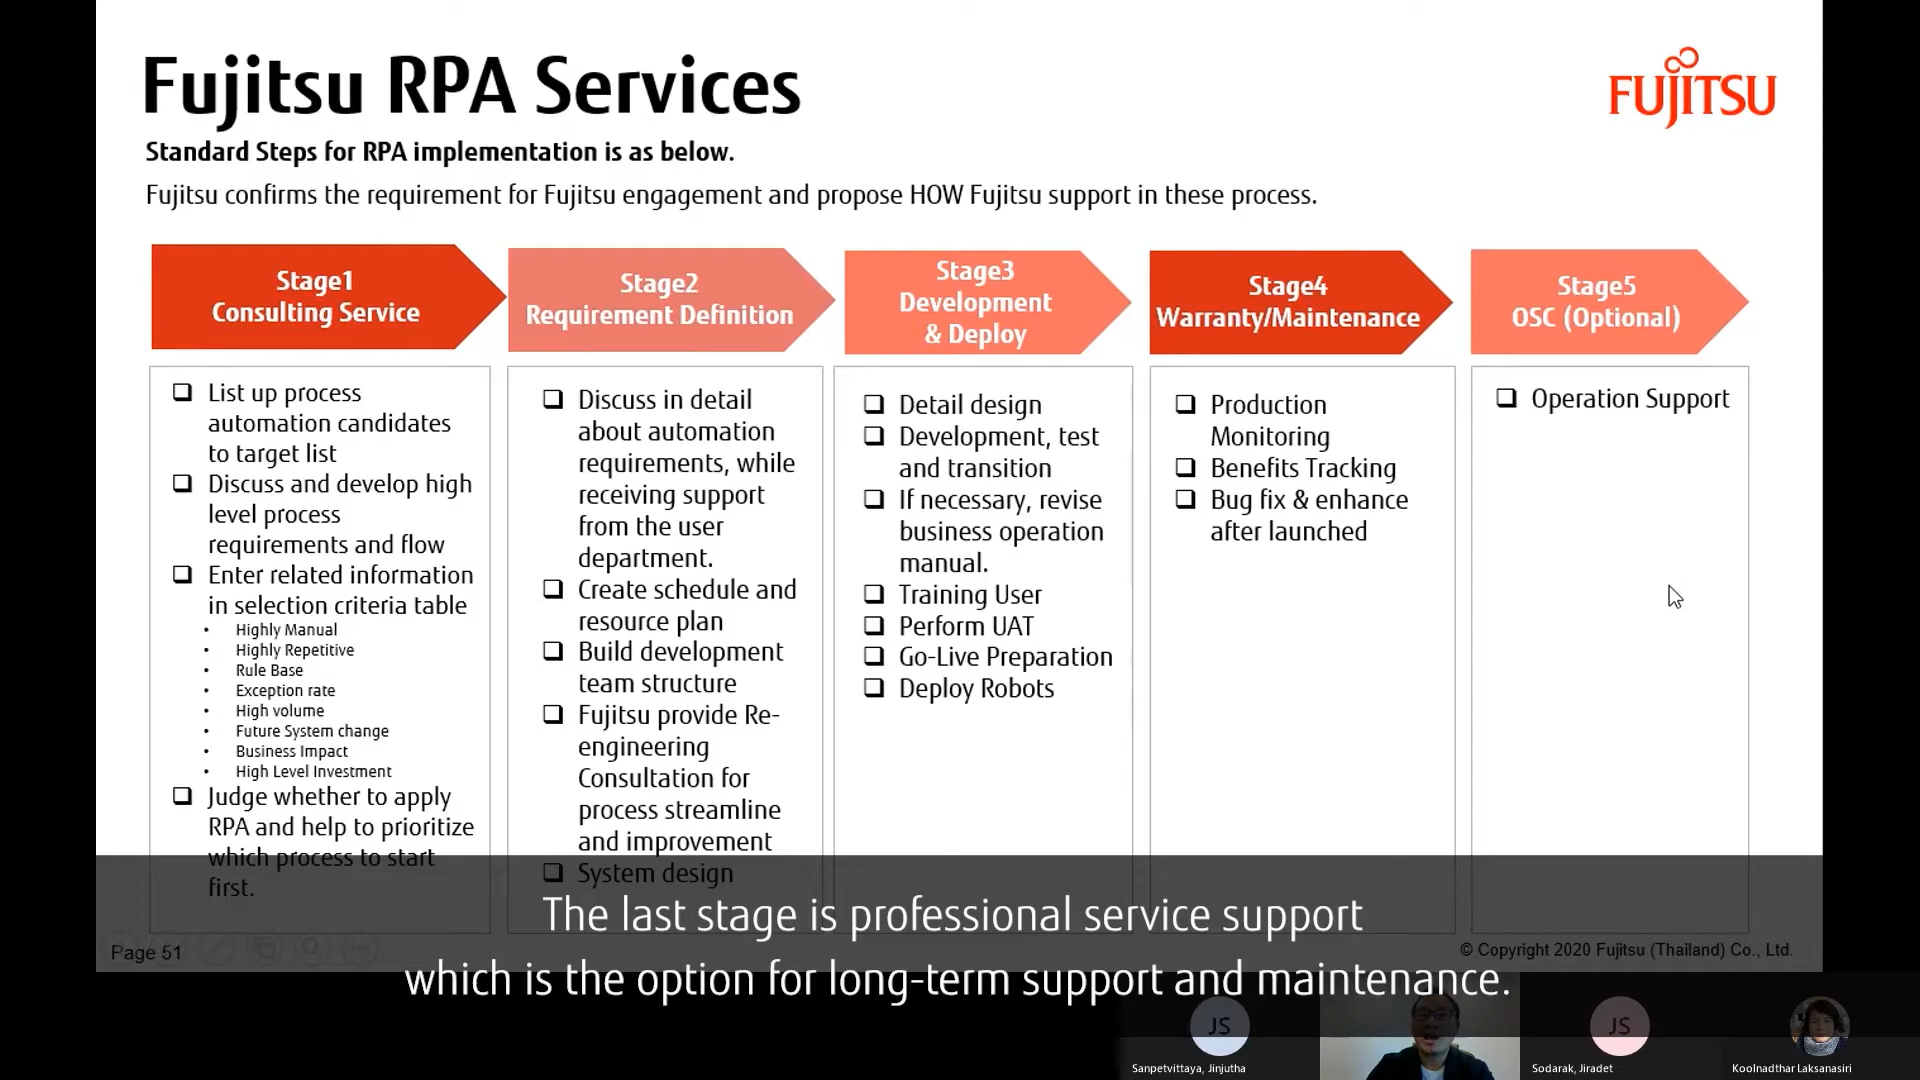 Fujitsu RPA Services
FUJITSU
Standard Steps for RPA implementation is as below.
Fujitsu confirms the requirement for Fujitsu engagement and propose HOW Fujitsu support in these process.
Stage1
Consulting Service
List up process
automation candidates
to target list
Discuss and develop high
level process
requirements and flow
Enter related information
in selection criteria table
Highly Manual
Highly Repetitive
Rule Base
Exception rate
High volume
Future System change
Business Impact
High Level Investment
Judge whether to apply
RPA and help to prioritize
which process to start
first.
Stage2
Requirement Definition
Discuss in detail
about automation
requirements, while
receiving support
from the user
department.
Create schedule and
resource plan
Build development
team structure
Fujitsu provide Re-
engineering
Consultation for
process streamline
and improvement
System design
Stage3
Development
& Deploy
Detail design
Development, test
and transition
If necessary, revise
business operation
manual.
Training User
Perform UAT
Go-Live Preparation
Deploy Robots
Stage4
Warranty/Maintenance
Production
Monitoring
Benefits Tracking
Bug fix & enhance
after launched
Stage5
OSC (Optional)
Operation Support
The last stage is professional service support
which is the option for long-term support and maintenance.
Page 51
© Copyright 2020 Fujitsu (Thailand) Co., Ltd.
JS
Sanpetvittaya, Jinjutha
JS
Sodarak, Jiradet
Koolnadthar Laksanasiri